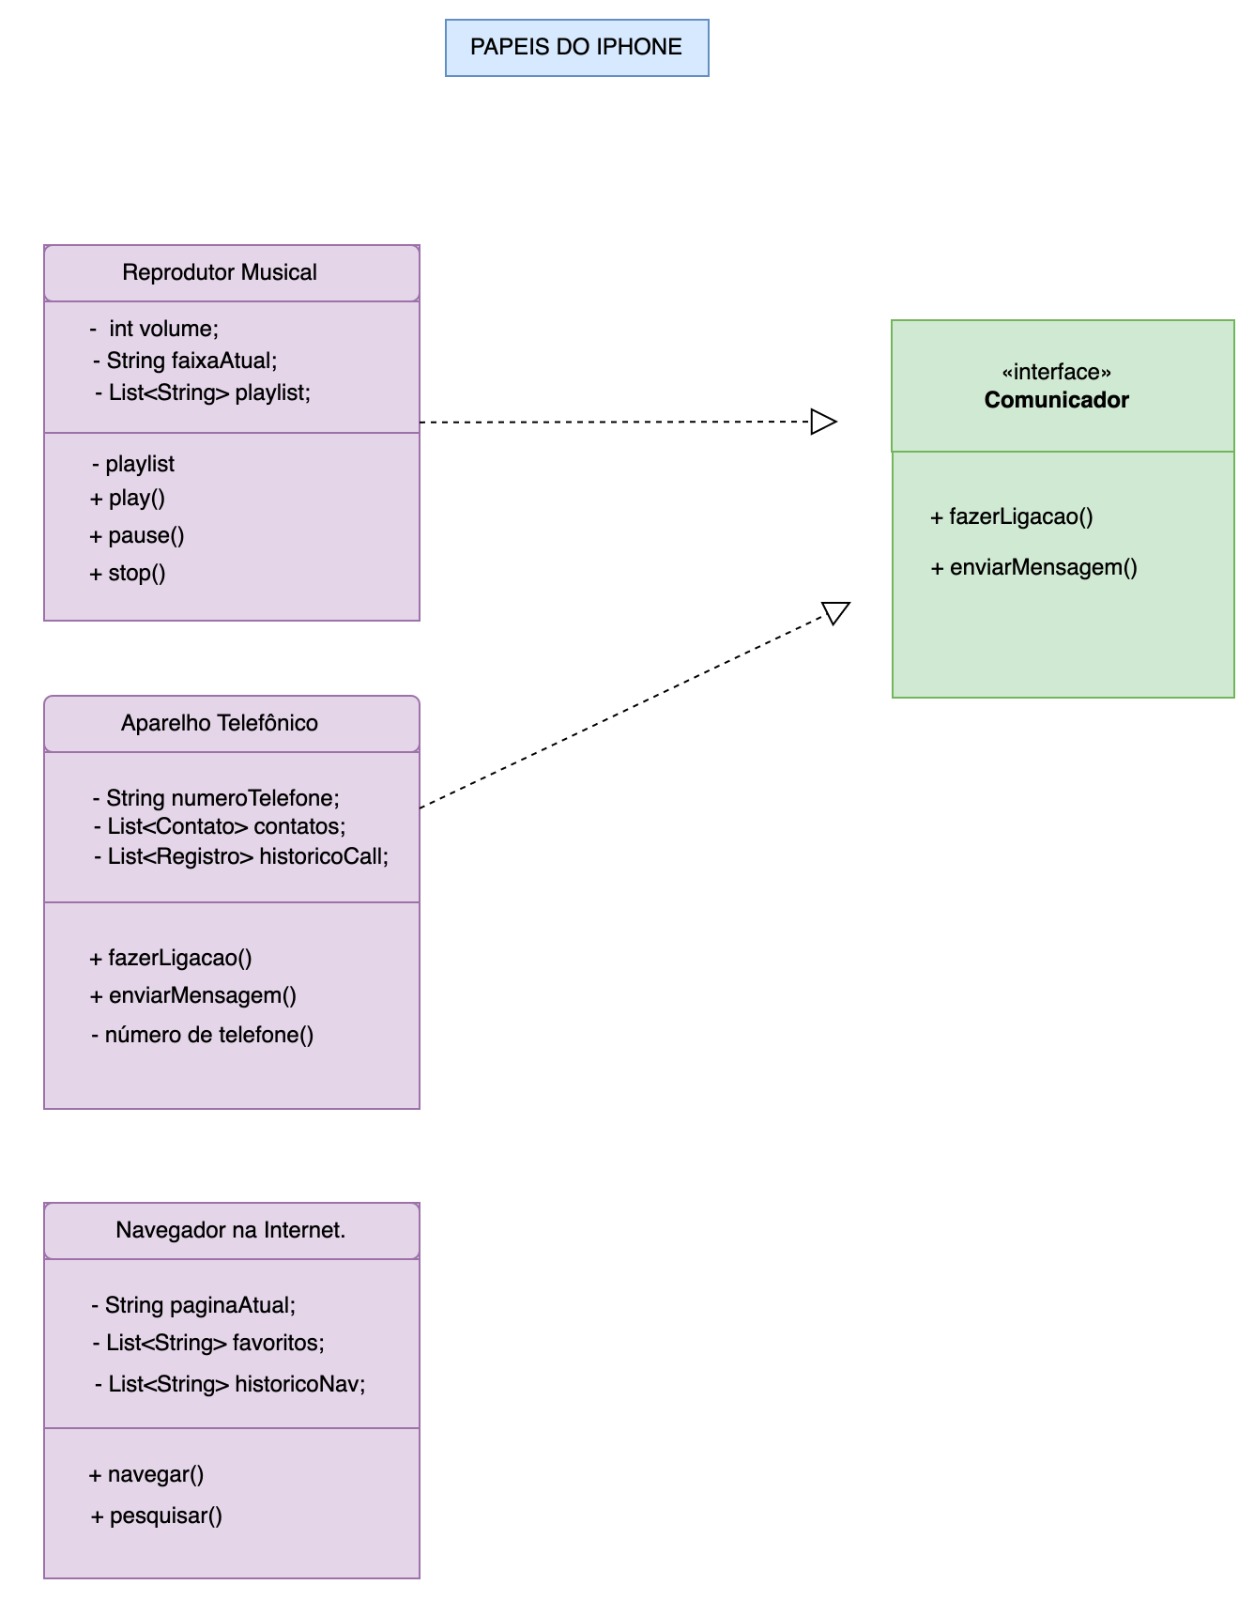 PAPEIS DO IPHONE
Reprodutor Musical
- int volume;
- String faixaAtual;
- List<String> playlist;
- playlist
+ play()
+ pause()
+ stop()
«interface»
Comunicador
+ fazerLigacao()
+ enviarMensagem()
Aparelho Telefônico
- String numeroTelefone;
- List<Contato> contatos;
- List<Registro> historicoCall;
+ fazerLigacao()
+ enviarMensagem()
- número de telefone()
Navegador na Internet.
- String paginaAtual;
- List<String> favoritos;
- List<String> historicoNav;
+ navegar()
+ pesquisar()